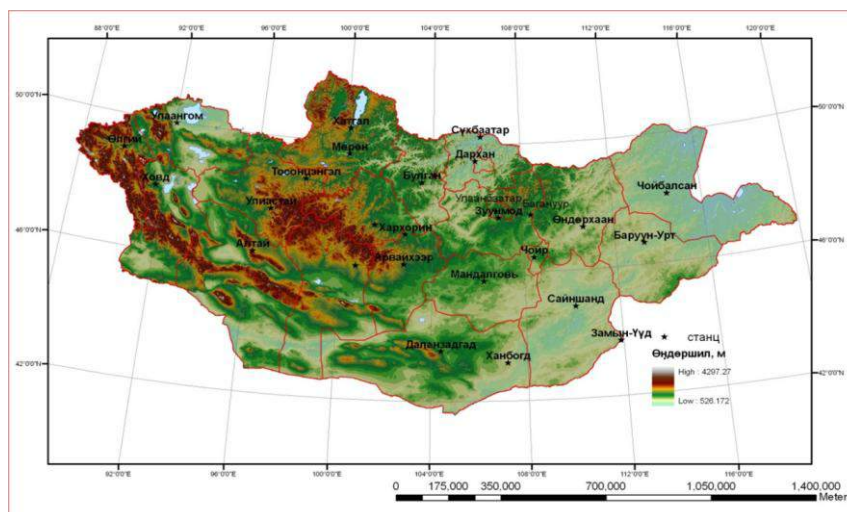 88°0'0"E 92°0'0"E 96°0'0"E 100°0'0"E 104°0'0"E 108°0'0"E 112°0'0"E 116°0'0"E 120°0'0"E
50°0'0"N
50°0'0"N
Улаангом
Хатгал
Сүхбаатар
Өлгий
Мөрөн
Дархан
Ховд
Тосонцэнгэл
Булган
Чойбалсан
Улаанбаатар
Багануур
Улиастай
Зуунмод
Өндөрхаан
46°0'0"N
Хархорин
Баруун-Урт
46°0'0"N
Алтай
Арвайхээр
Чойр
Мандалговь
Сайншанд
Замын-Үүд
станц
Даланзадгад
Ханбогд
Өндөршил, м
High : 4297.27
Low : 526.172
42°0'0"N
42°0'0"N
92°0'0"E 96°0'0"E 100°0'0"E 104°0'0"E 108°0'0"E 112°0'0"E 116°0'0"E
0 175,000 350,000 700,000 1,050,000 1,400,000
Meter